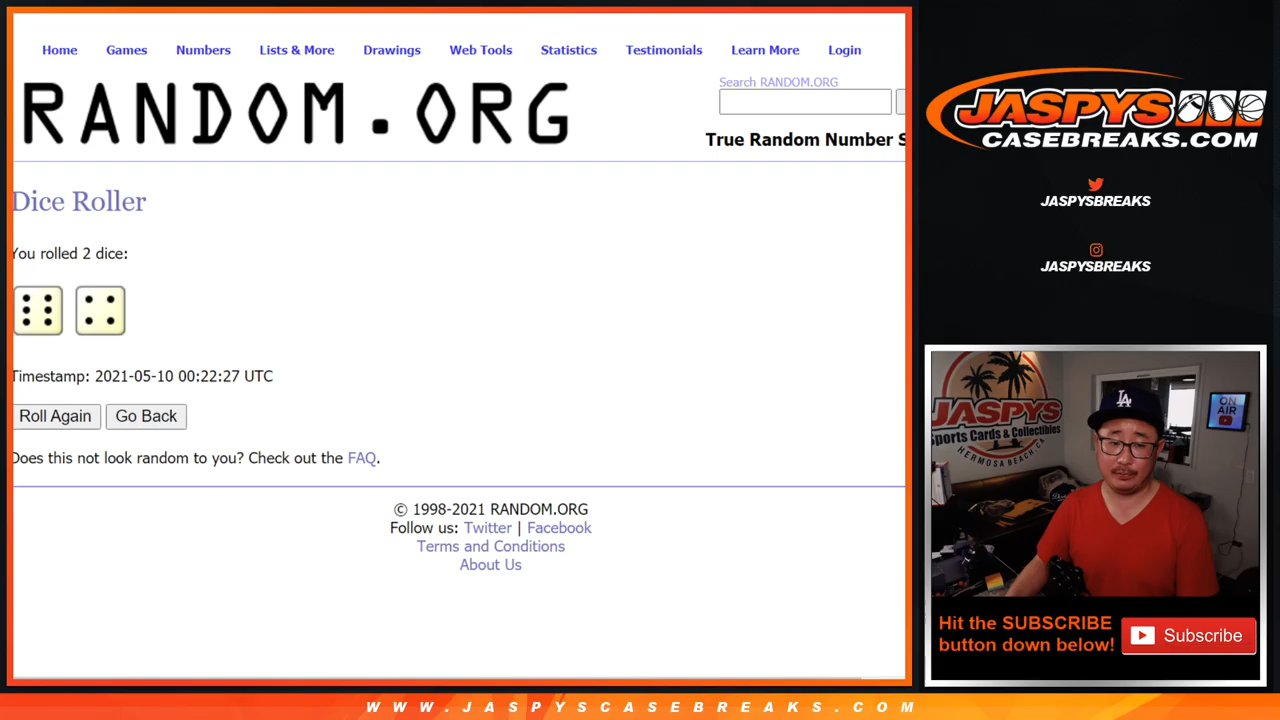 Home Games Numbers Lists & More Drawings Web Tools Statistics Testimonials Learn More Login
RANDOM.ORG
Search RANDOM.ORG
True Random Number S
Dice Roller
You rolled 2 dice:
Timestamp: 2021-05-10 00:22:27 UTC
Roll Again Go Back
Does this not look random to you? Check out the FAQ.
© 1998-2021 RANDOM.ORG
Follow us: Twitter | Facebook
Terms and Conditions
About Us
JASPYS
CASEBREAKS.COM
JASPYSBREAKS
JASPYSBREAKS
JASPYS
Sports Cards & Collectibles
HERMOSA BEACH, CA
LA
ON AIR
Hit the SUBSCRIBE
button down below!
Subscribe
WWW.JASPYSCASEBREAKS.COM